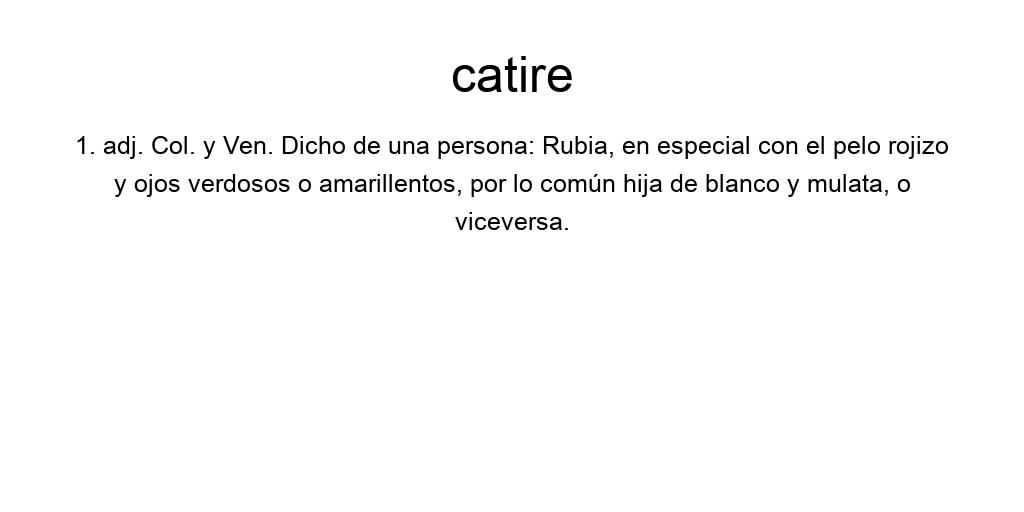 catire
1. adj. Col. y Ven. Dicho de una persona: Rubia, en especial con el pelo rojizo
y ojos verdosos o amarillentos, por lo común hija de blanco y mulata, o
viceversa.